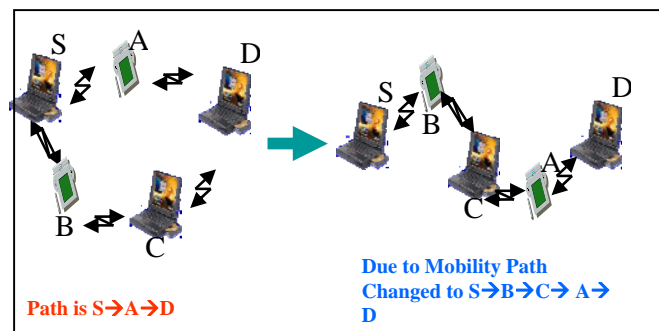 S
A
D
B
C
Path is S→A→D
S
B
D
A
C
Due to Mobility Path
Changed to S→B→C→ A→
D